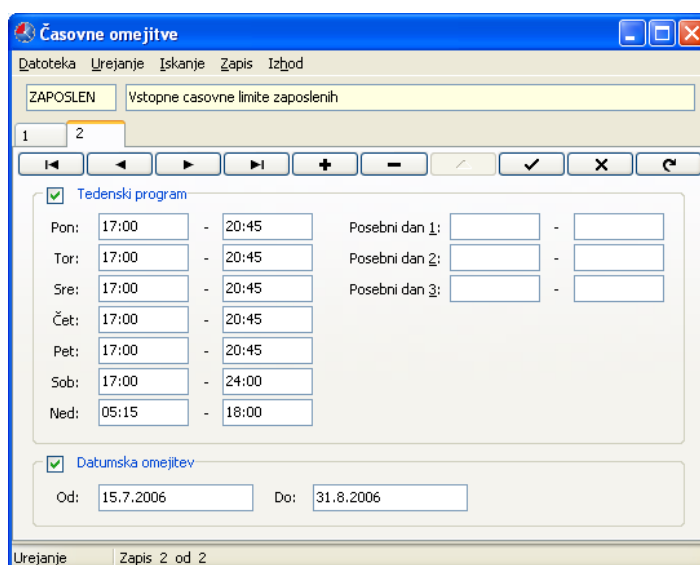 Časovne omejitve
Datoteka Urejanje Iskanje Zapis Izhod
ZAPOSLEN Vstopne casovne limite zaposlenih
1 2
Tedenski program
Pon: 17:00 - 20:45 Posebni dan 1: -
Tor: 17:00 - 20:45 Posebni dan 2: -
Sre: 17:00 - 20:45 Posebni dan 3: -
Čet: 17:00 - 20:45
Pet: 17:00 - 20:45
Sob: 17:00 - 24:00
Ned: 05:15 - 18:00
Datumska omejitev
Od: 15.7.2006 Do: 31.8.2006
Urejanje Zapis 2 od 2